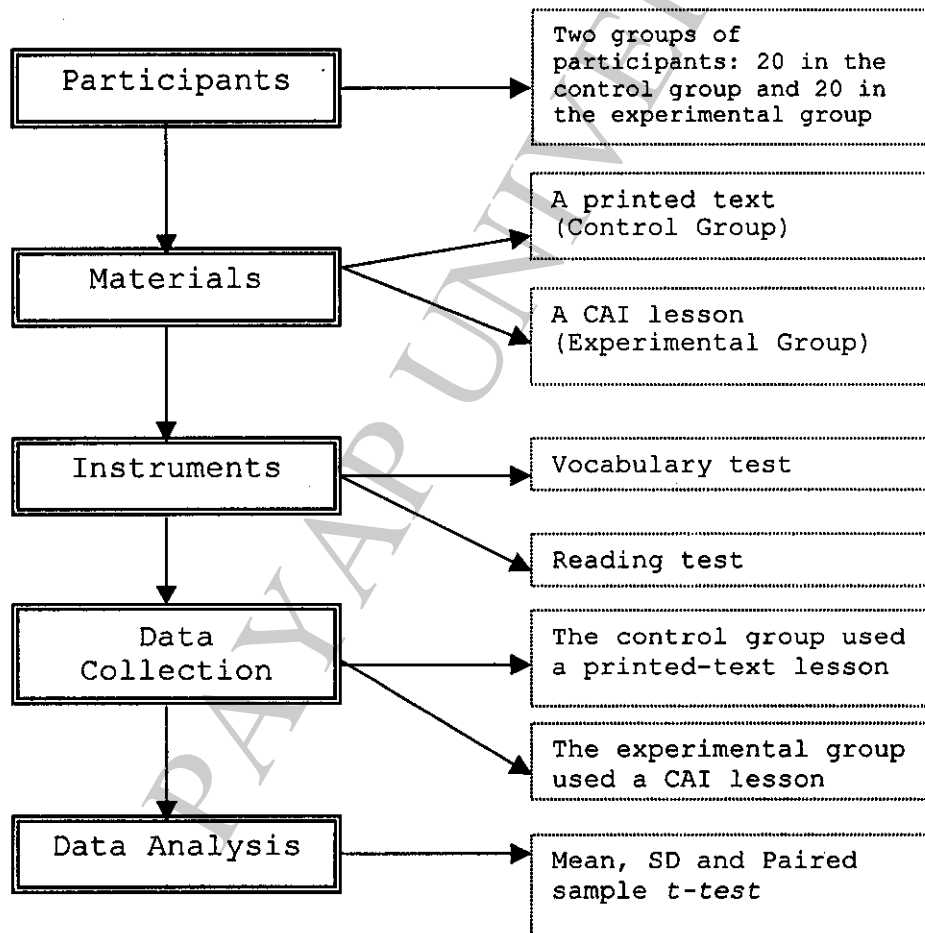 Participants
Two groups of
participants: 20 in the
control group and 20 in
the experimental group
A printed text
(Control Group)
Materials
A CAI lesson
(Experimental Group)
Instruments
Vocabulary test
Reading test
Data
Collection
The control group used
a printed-text lesson
The experimental group
used a CAI lesson
Data Analysis
Mean, SD and Paired
sample t-test
PAYAP UNIVE